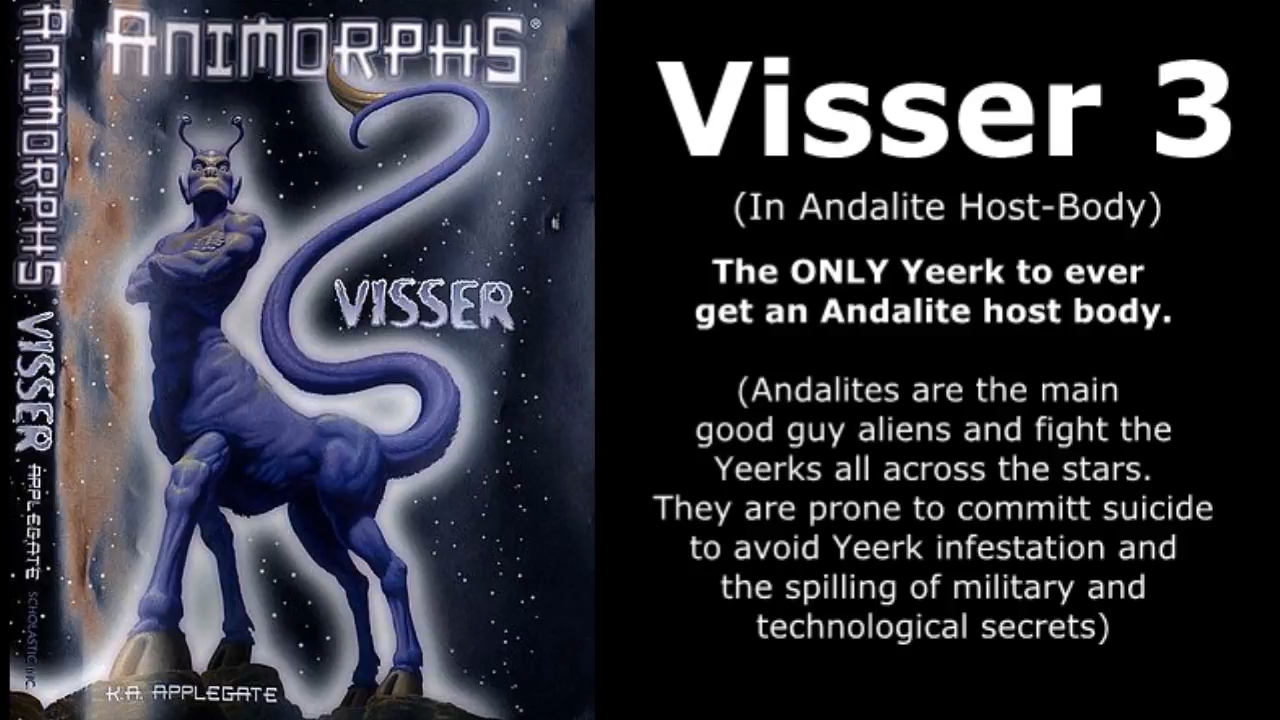 ANIMORPHS®
VISSER
K.A. APPLEGATE
ANIMORPHS
VISSER
APPLEGATE
SCHOLASTIC INC.
Visser 3
(In Andalite Host-Body)
The ONLY Yeerk to ever
get an Andalite host body.
(Andalites are the main
good guy aliens and fight the
Yeerks all across the stars.
They are prone to committ suicide
to avoid Yeerk infestation and
the spilling of military and
technological secrets)